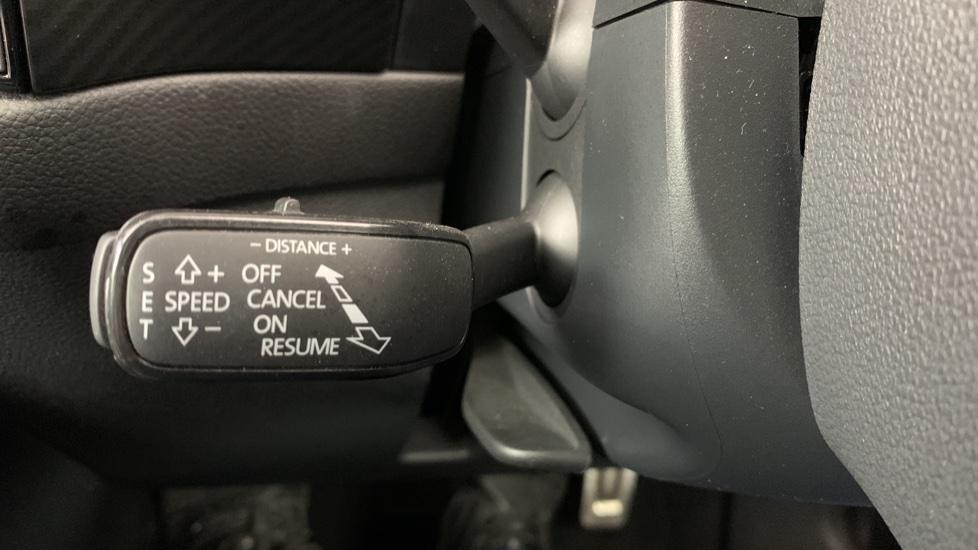 − DISTANCE +
S
E
T
+
SPEED
−
OFF
CANCEL
ON
RESUME